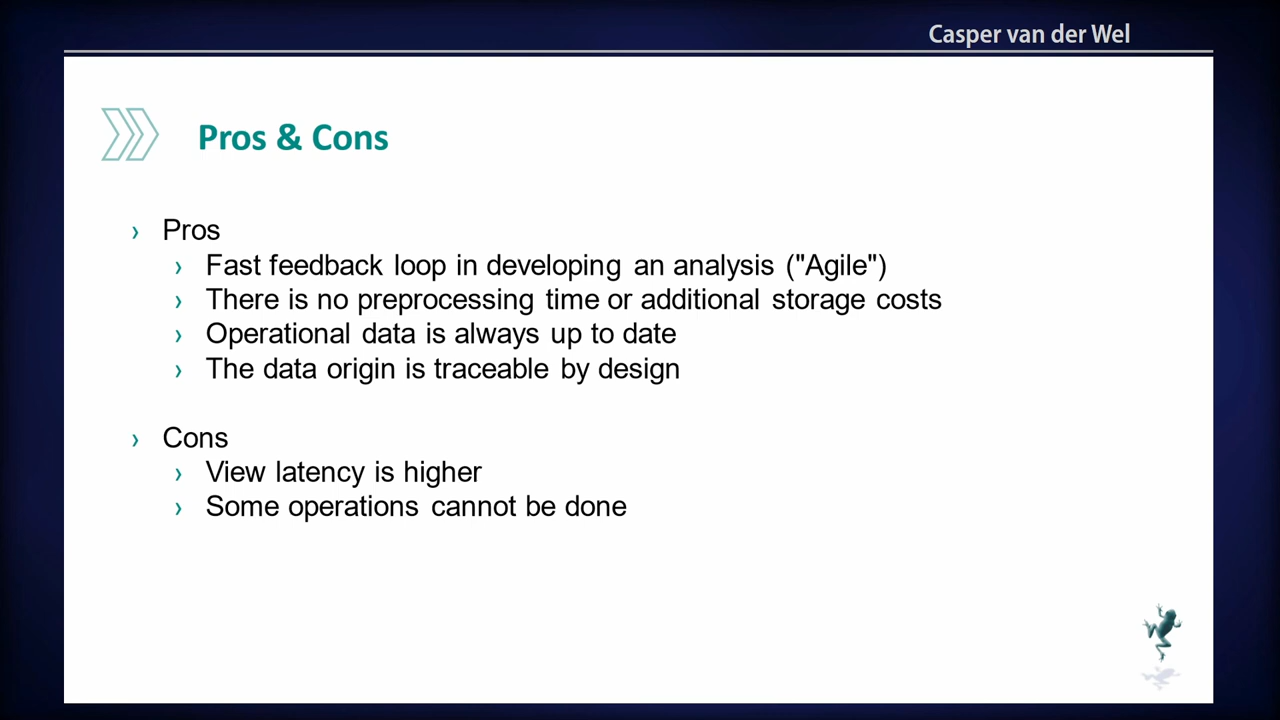 Casper van der Wel
Pros & Cons
› Pros
› Fast feedback loop in developing an analysis ("Agile")
› There is no preprocessing time or additional storage costs
› Operational data is always up to date
› The data origin is traceable by design
› Cons
› View latency is higher
› Some operations cannot be done